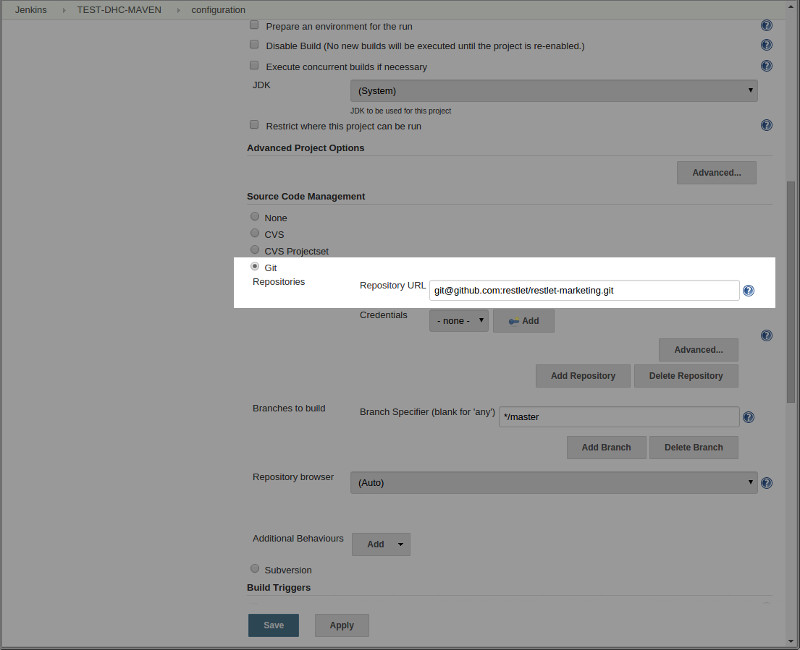 Jenkins › TEST-DHC-MAVEN › configuration
Prepare an environment for the run
Disable Build (No new builds will be executed until the project is re-enabled.)
Execute concurrent builds if necessary
JDK (System)
JDK to be used for this project
Restrict where this project can be run
Advanced Project Options
Advanced...
Source Code Management
None
CVS
CVS Projectset
Git
Repositories Repository URL git@github.com:restlet/restlet-marketing.git
Credentials - none - Add
Advanced...
Add Repository Delete Repository
Branches to build Branch Specifier (blank for 'any') */master
Add Branch Delete Branch
Repository browser (Auto)
Additional Behaviours Add
Subversion
Build Triggers
Save Apply